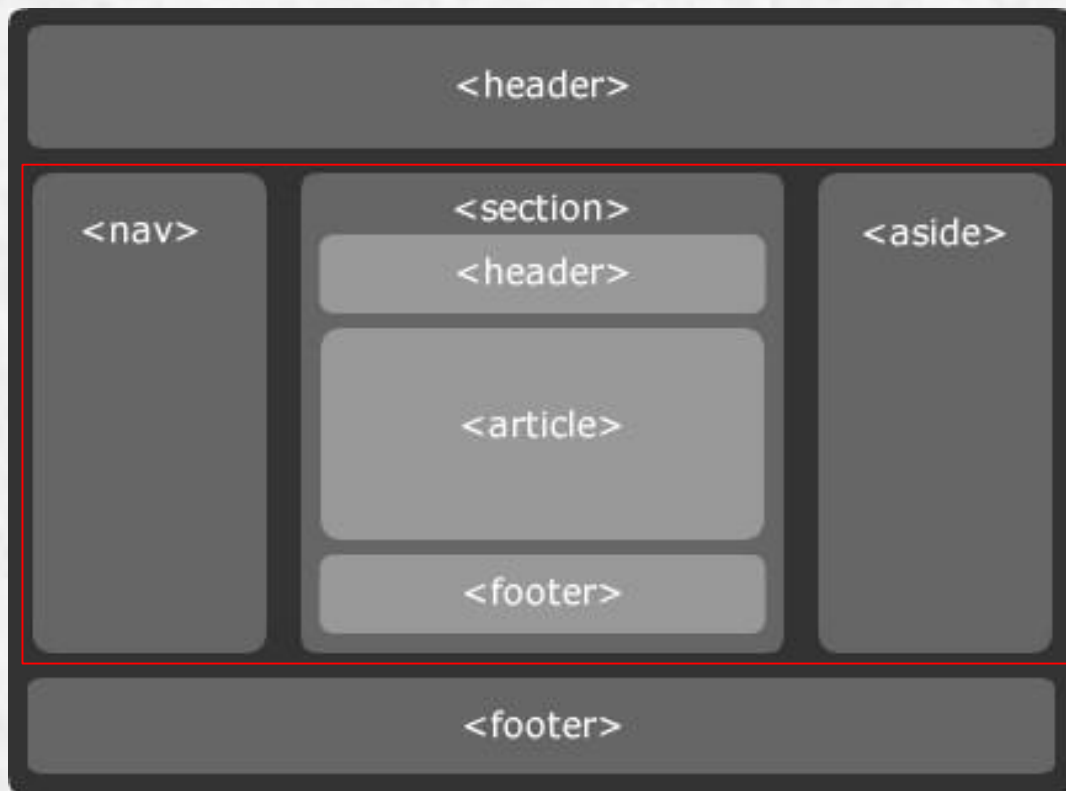 <header>
<nav>
<section>
<header>
<article>
<footer>
<aside>
<footer>